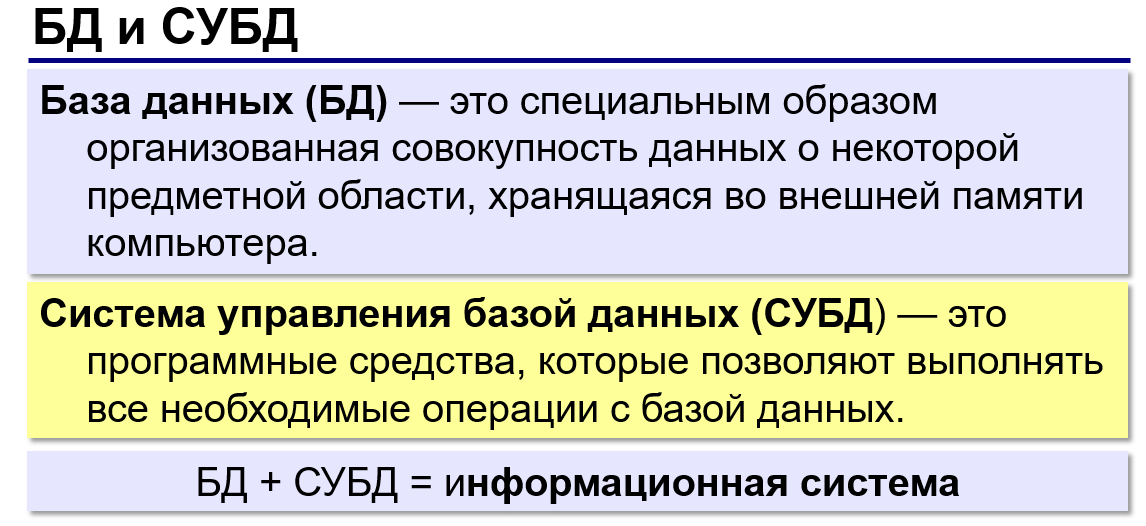 БД и СУБД
База данных (БД) — это специальным образом
организованная совокупность данных о некоторой
предметной области, хранящаяся во внешней памяти
компьютера.
Система управления базой данных (СУБД) — это
программные средства, которые позволяют выполнять
все необходимые операции с базой данных.
БД + СУБД = информационная система